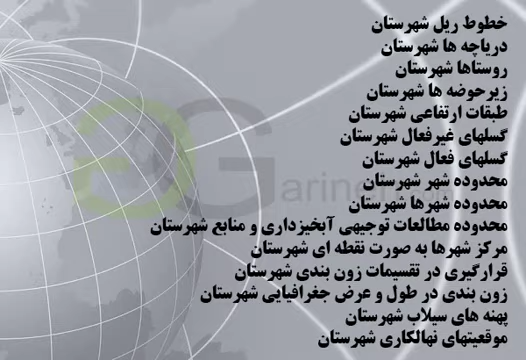 خطوط ریل شهرستان
دریاچه ها شهرستان
روستاها شهرستان
زیرحوضه ها شهرستان
طبقات ارتفاعی شهرستان
گسلهای غیرفعال شهرستان
گسلهای فعال شهرستان
محدوده شهر شهرستان
محدوده شهرها شهرستان
محدوده مطالعات توجیهی آبخیزداری و منابع شهرستان
مرکز شهرها به صورت نقطه ای شهرستان
قرارگیری در تقسیمات زون بندی شهرستان
زون بندی در طول و عرض جغرافیایی شهرستان
پهنه های سیلاب شهرستان
موقعیتهای نهالکاری شهرستان